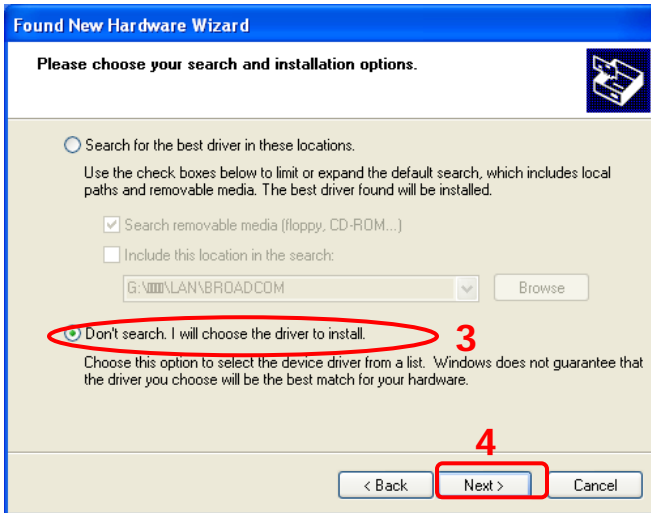 Found New Hardware Wizard
Please choose your search and installation options.
Search for the best driver in these locations.
Use the check boxes below to limit or expand the default search, which includes local
paths and removable media. The best driver found will be installed.
Search removable media (floppy, CD-ROM...)
Include this location in the search:
G:\\LAN\BROADCOM
Browse
Don't search. I will choose the driver to install.
3
Choose this option to select the device driver from a list. Windows does not guarantee that
the driver you choose will be the best match for your hardware.
4
< Back
Next >
Cancel